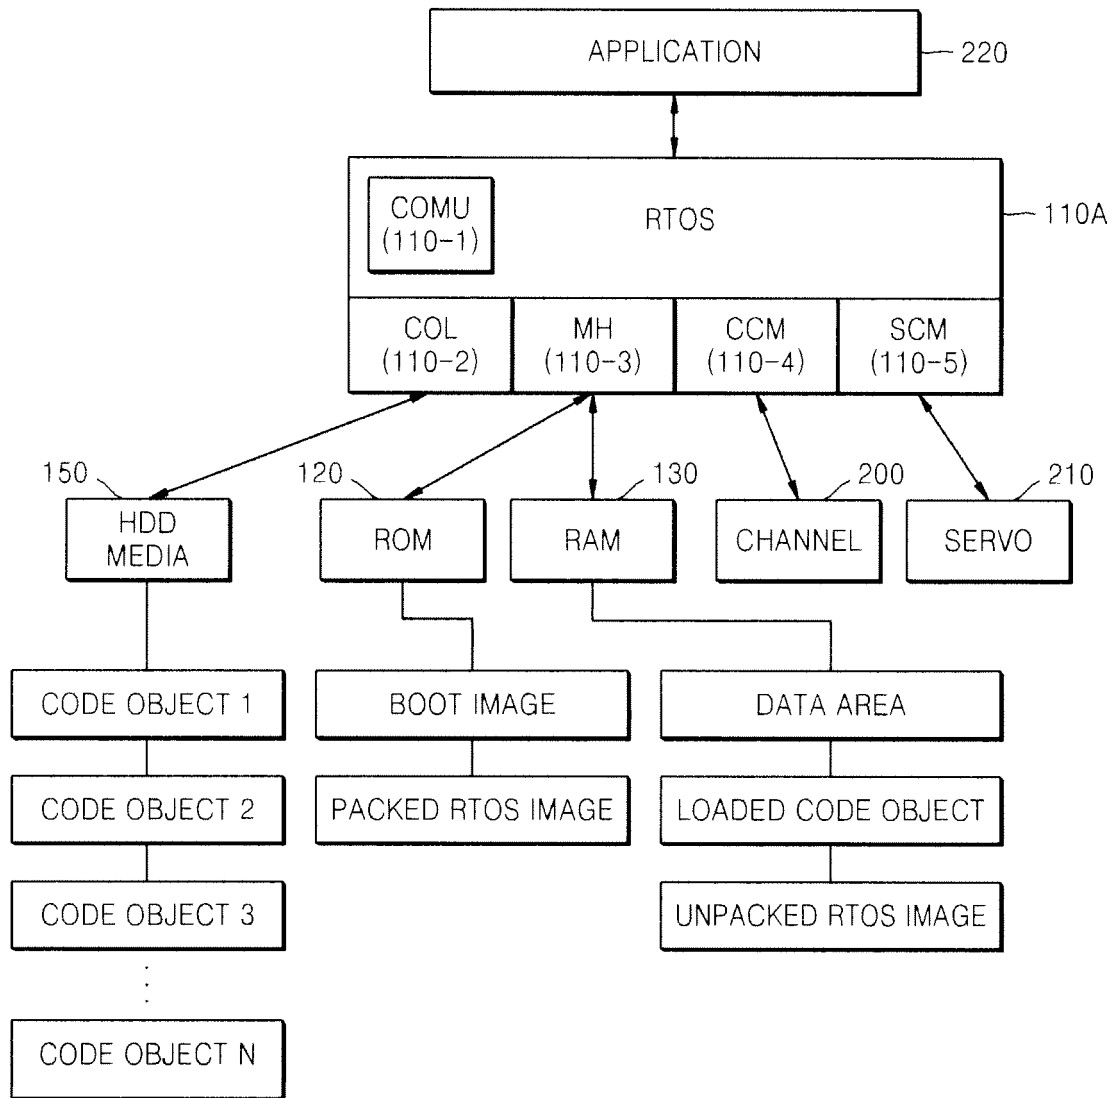 APPLICATION
220
COMU
(110-1)
RTOS
110A
COL
(110-2)
MH
(110-3)
CCM
(110-4)
SCM
(110-5)
150
120
130
200
210
HDD
MEDIA
ROM
RAM
CHANNEL
SERVO
CODE OBJECT 1
BOOT IMAGE
DATA AREA
CODE OBJECT 2
PACKED RTOS IMAGE
LOADED CODE OBJECT
CODE OBJECT 3
UNPACKED RTOS IMAGE
CODE OBJECT N